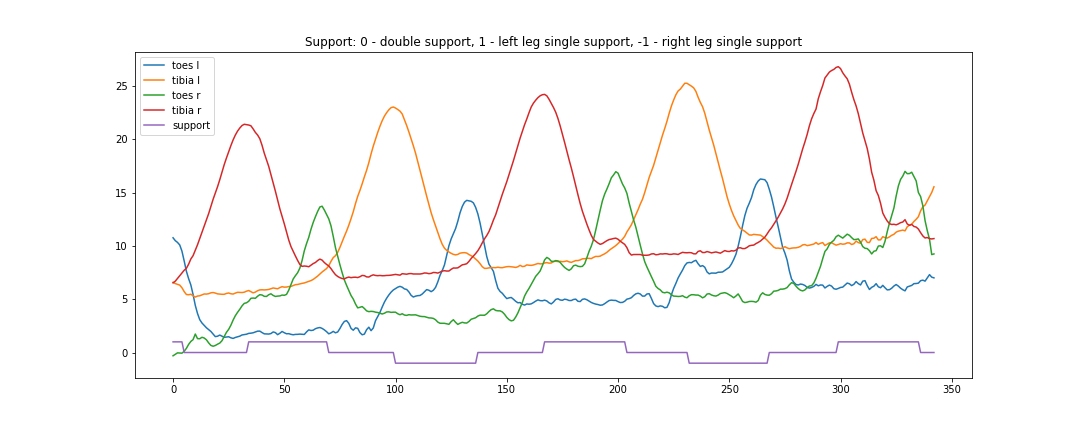 Support: 0 - double support, 1 - left leg single support, -1 - right leg single support
toes l
tibia l
toes r
tibia r
support
25
20
15
10
5
0
0 50 100 150 200 250 300 350